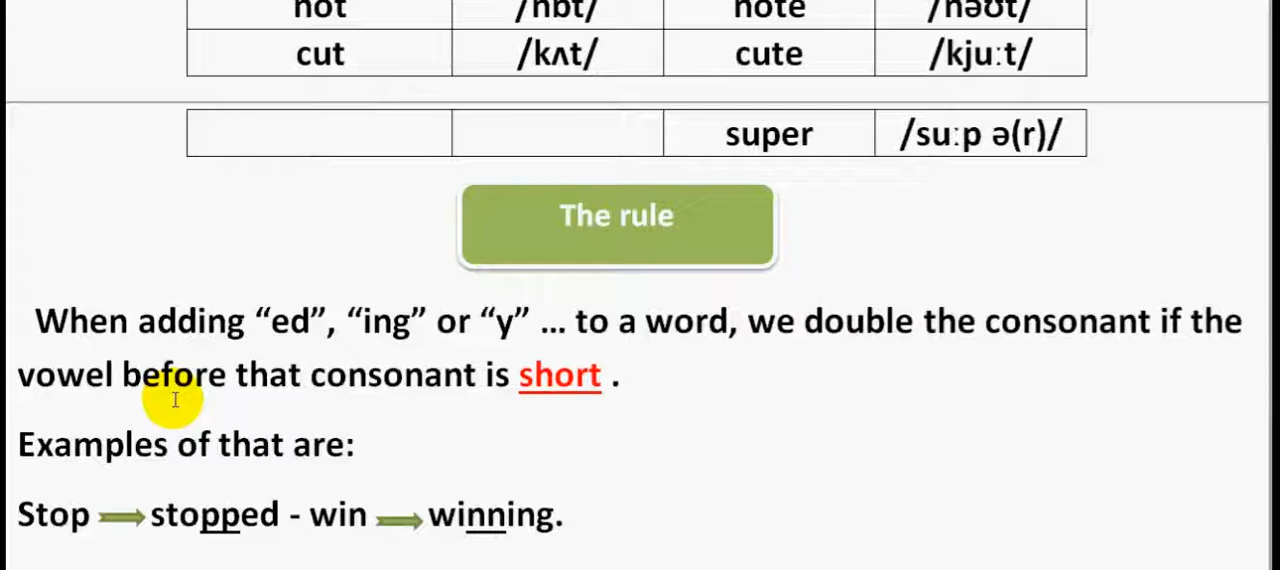 not /nɒt/ note /nəʊt/
cut /kʌt/ cute /kjuːt/
super /suːp ə(r)/
The rule
When adding “ed”, “ing” or “y” ... to a word, we double the consonant if the
vowel before that consonant is short .
Examples of that are:
Stop stopped - win winning.